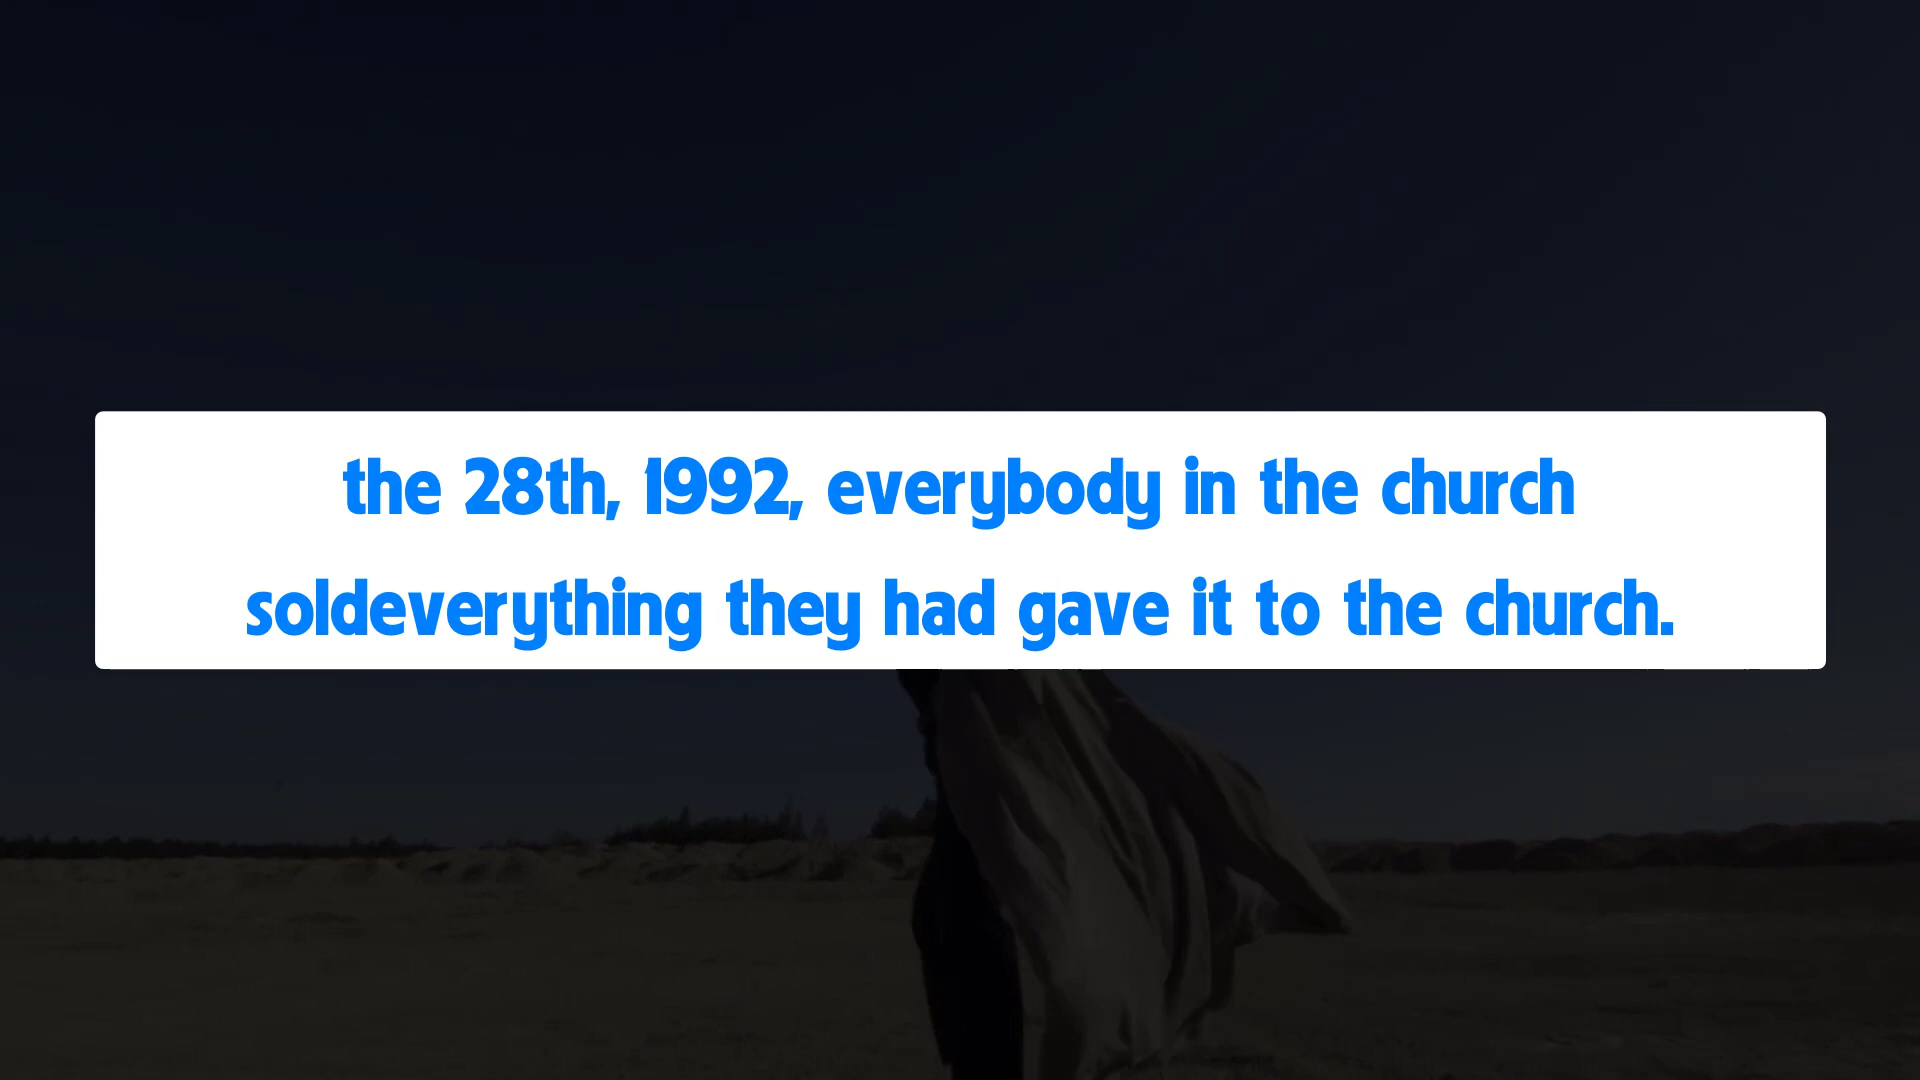 the 28th, 1992, everybody in the church
soldeverything they had gave it to the church.